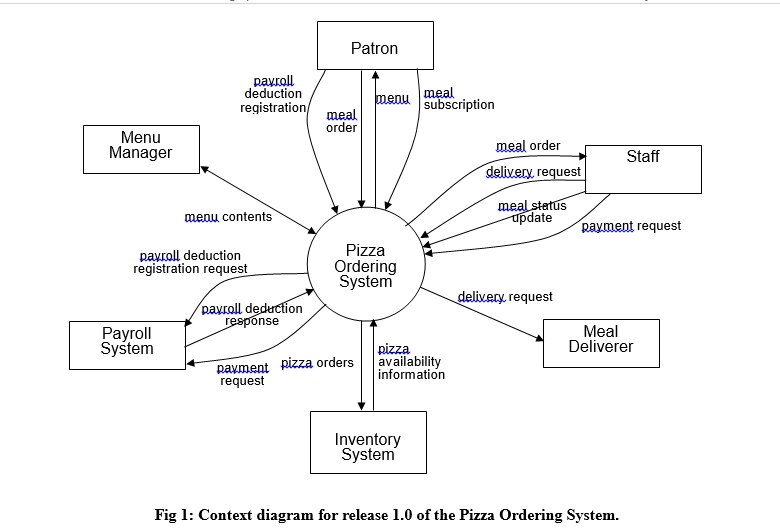 Patron
payroll
deduction
registration
meal
order
menu
meal
subscription
Menu
Manager
menu contents
meal order
Staff
delivery request
meal status
update
payment request
Pizza
Ordering
System
payroll deduction
registration request
payroll deduction
response
Payroll
System
payment
request
pizza orders
pizza
availability
information
delivery request
Meal
Deliverer
Inventory
System
Fig 1: Context diagram for release 1.0 of the Pizza Ordering System.